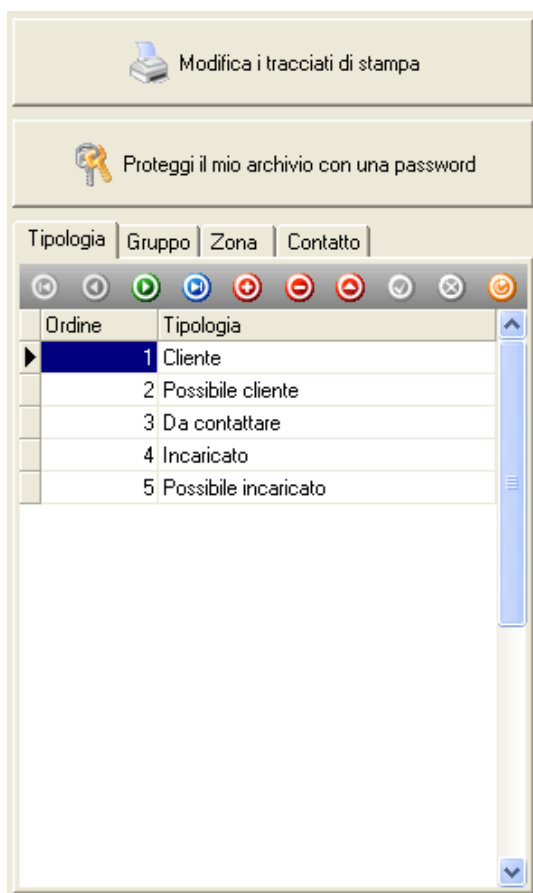 Modifica i tracciati di stampa
Proteggi il mio archivio con una password
Tipologia Gruppo Zona Contatto
Ordine Tipologia
1 Cliente
2 Possibile cliente
3 Da contattare
4 Incaricato
5 Possibile incaricato